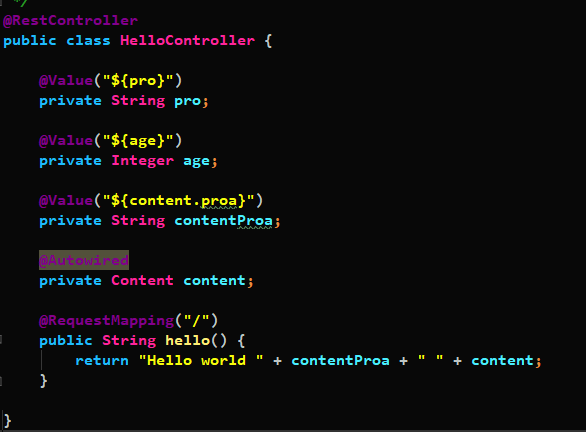 */
@RestController
public class HelloController {
@Value("${pro}")
private String pro;
@Value("${age}")
private Integer age;
@Value("${content.proa}")
private String contentProa;
@Autowired
private Content content;
@RequestMapping("/")
public String hello() {
return "Hello world " + contentProa + " " + content;
}
}